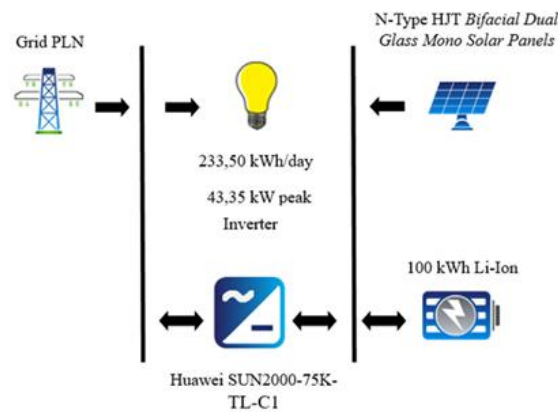 Grid PLN
N-Type HJT Bifacial Dual
Glass Mono Solar Panels
233,50 kWh/day
43,35 kW peak
Inverter
100 kWh Li-Ion
Huawei SUN2000-75K-
TL-C1